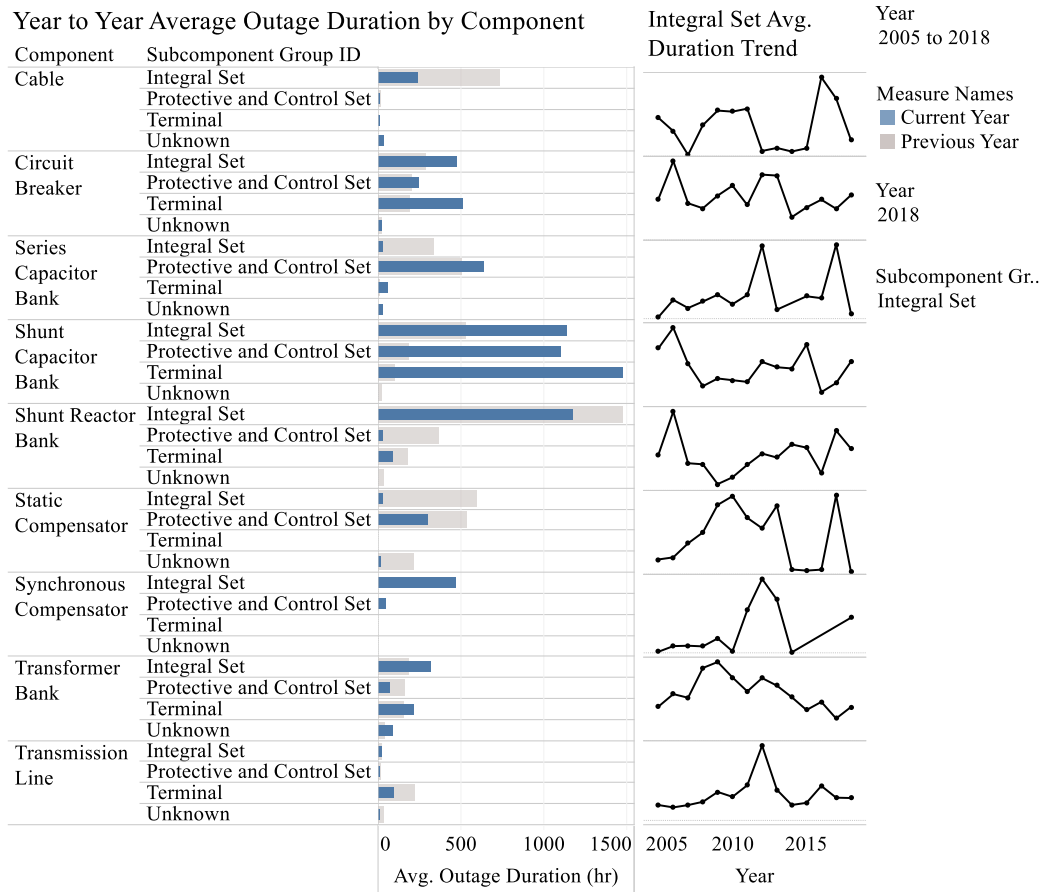 Year to Year Average Outage Duration by Component
Integral Set Avg.
Duration Trend
Year
2005 to 2018
Measure Names
Current Year
Previous Year
Year
2018
Subcomponent Gr..
Integral Set
Component Subcomponent Group ID
Cable
Integral Set
Protective and Control Set
Terminal
Unknown
Circuit
Breaker
Integral Set
Protective and Control Set
Terminal
Unknown
Series
Capacitor
Bank
Integral Set
Protective and Control Set
Terminal
Unknown
Shunt
Capacitor
Bank
Integral Set
Protective and Control Set
Terminal
Unknown
Shunt Reactor
Bank
Integral Set
Protective and Control Set
Terminal
Unknown
Static
Compensator
Integral Set
Protective and Control Set
Terminal
Unknown
Synchronous
Compensator
Integral Set
Protective and Control Set
Terminal
Unknown
Transformer
Bank
Integral Set
Protective and Control Set
Terminal
Unknown
Transmission
Line
Integral Set
Protective and Control Set
Terminal
Unknown
0 500 1000 1500
Avg. Outage Duration (hr)
2005 2010 2015
Year